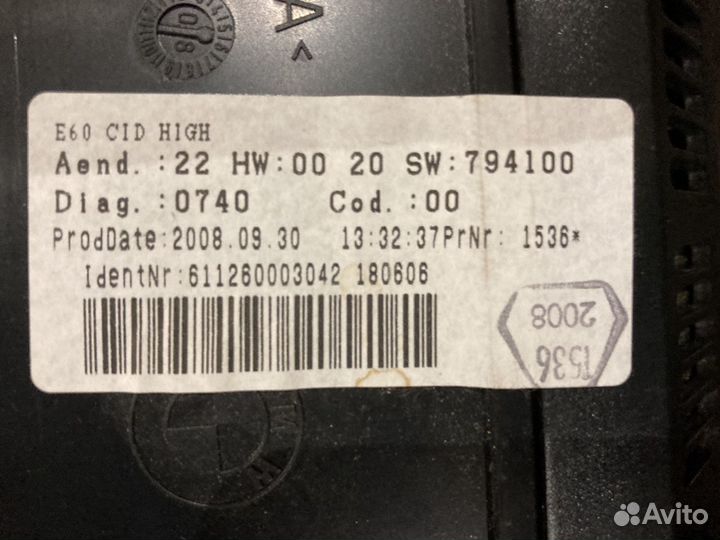 A <
08
E60 CID HIGH
Aend. :22 HW:00 20 SW:794100
Diag. :0740 Cod. :00
ProdDate:2008.09.30 13:32:37PrNr: 1536*
IdentNr:611260003042 180606
2008
1536
Avito